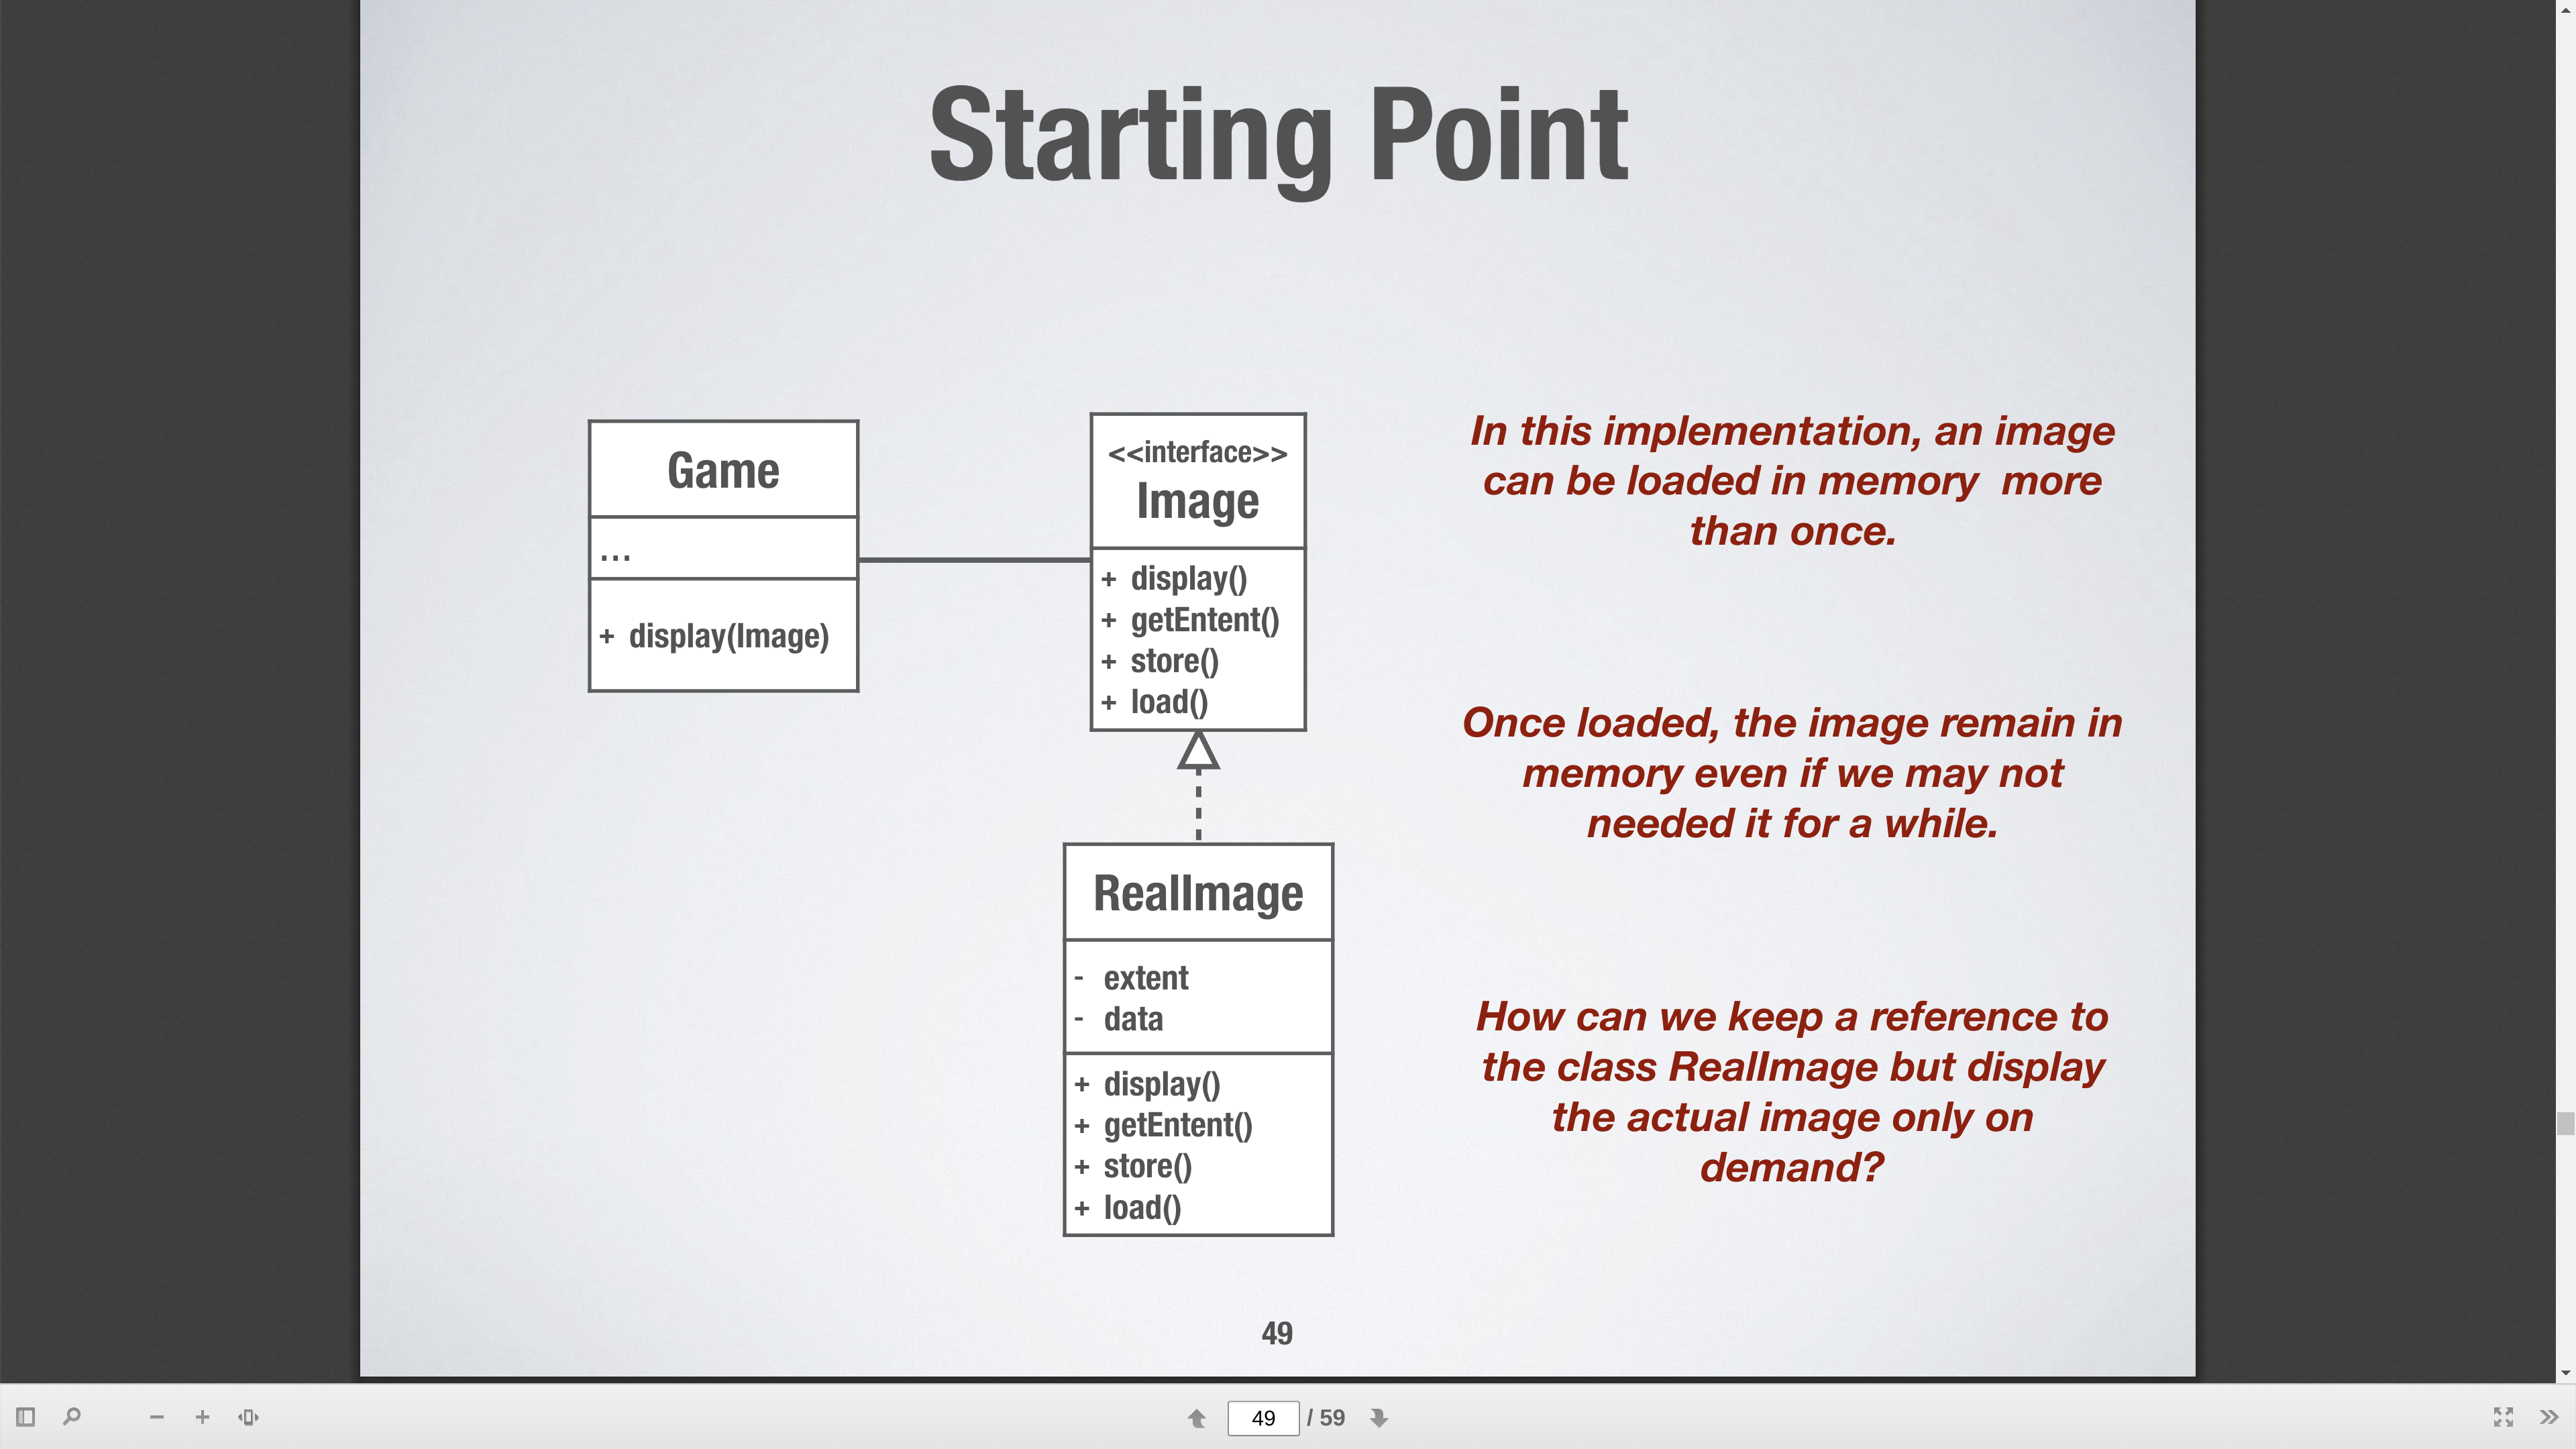 Starting Point
Game
...
+ display(Image)
<<interface>>
Image
+ display()
+ getEntent()
+ store()
+ load()
RealImage
- extent
- data
+ display()
+ getEntent()
+ store()
+ load()
In this implementation, an image
can be loaded in memory more
than once.
Once loaded, the image remain in
memory even if we may not
needed it for a while.
How can we keep a reference to
the class RealImage but display
the actual image only on
demand?
49
49 / 59